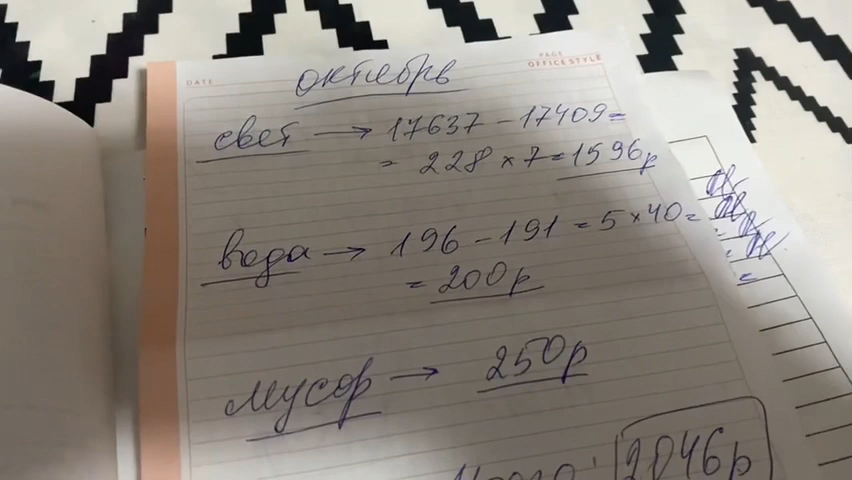 DATE
PAGE
OFFICE STYLE
октябрь
свет → 17637 - 17409 =
= 228 × 7 = 1596р
вода → 196 - 191 = 5 × 40 =
= 200р
мусор → 250р
Итого: 2046р